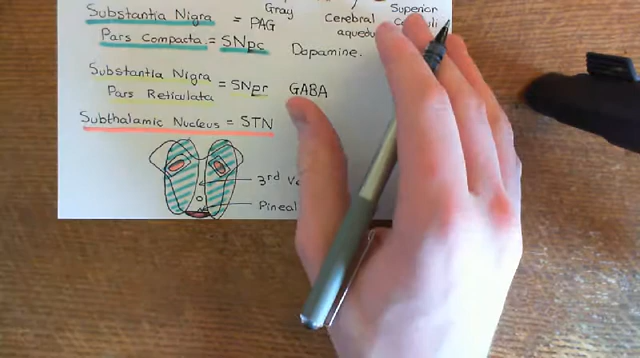 Substantia Nigra
Pars Compacta = SNpc
= PAG
Gray
Cerebral
Superior
Dopamine.
Substantia Nigra
Pars Reticulata
= SNpr
GABA
Subthalamic Nucleus = STN
3rd Ve
Pineal